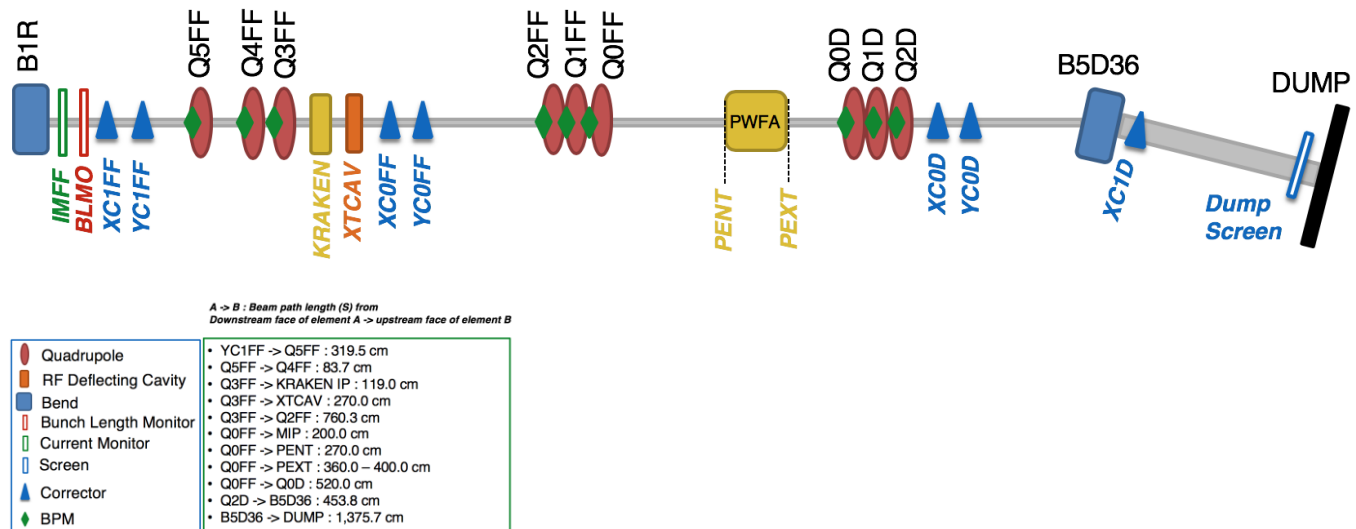 B1R
Q5FF
Q4FF
Q3FF
Q2FF
Q1FF
Q0FF
Q0D
Q1D
Q2D
B5D36
DUMP
PWFA
IMFF
BLMO
XC1FF
YC1FF
KRAKEN
XTCAV
XC0FF
YC0FF
PENT
PEXT
XC0D
YC0D
XC1D
Dump
Screen
A -> B : Beam path length (S) from
Downstream face of element A -> upstream face of element B
Quadrupole
RF Deflecting Cavity
Bend
Bunch Length Monitor
Current Monitor
Screen
Corrector
BPM
• YC1FF -> Q5FF : 319.5 cm
• Q5FF -> Q4FF : 83.7 cm
• Q3FF -> KRAKEN IP : 119.0 cm
• Q3FF -> XTCAV : 270.0 cm
• Q3FF -> Q2FF : 760.3 cm
• Q0FF -> MIP : 200.0 cm
• Q0FF -> PENT : 270.0 cm
• Q0FF -> PEXT : 360.0 – 400.0 cm
• Q0FF -> Q0D : 520.0 cm
• Q2D -> B5D36 : 453.8 cm
• B5D36 -> DUMP : 1,375.7 cm